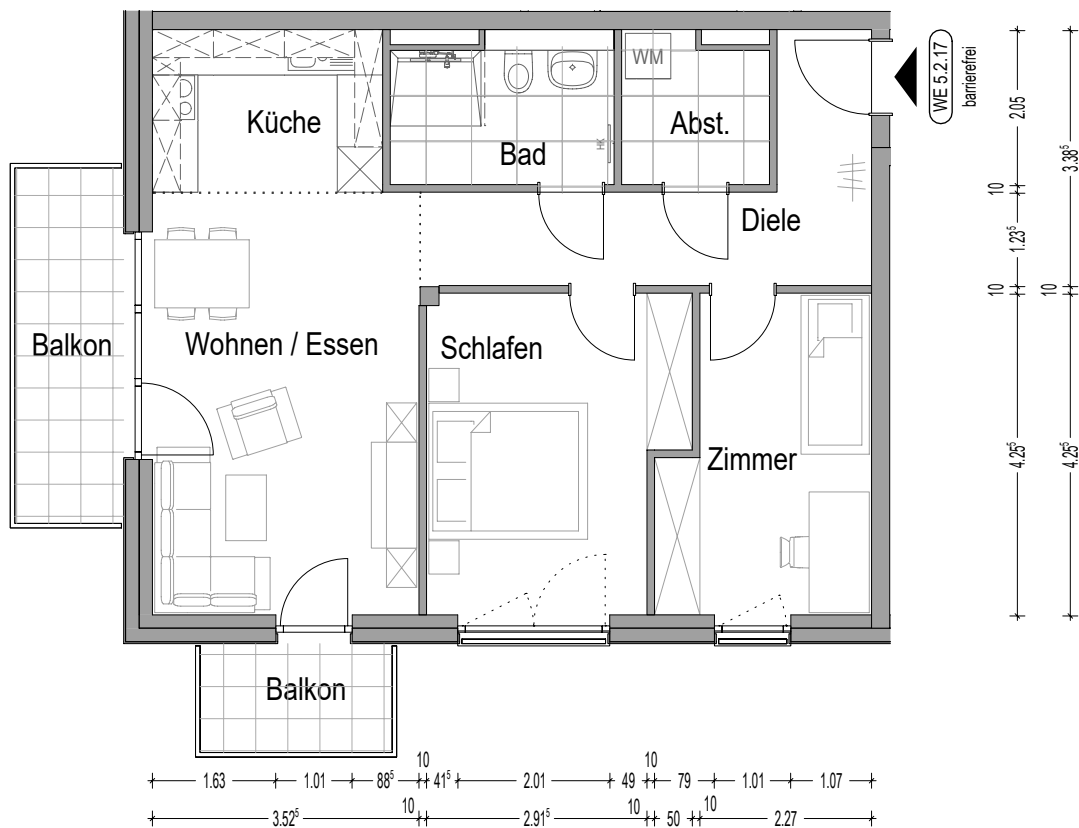 Küche
Bad
WM
Abst.
HK
WE 5.2.17
barrierefrei
Diele
Balkon
Wohnen / Essen
Schlafen
Zimmer
Balkon
2.05
10
1.23⁵
10
4.25⁵
3.38⁵
10
4.25⁵
10
10
1.63
1.01
88⁵
41⁵
2.01
49
79
1.01
1.07
10
10
10
3.52⁵
2.91⁵
50
2.27